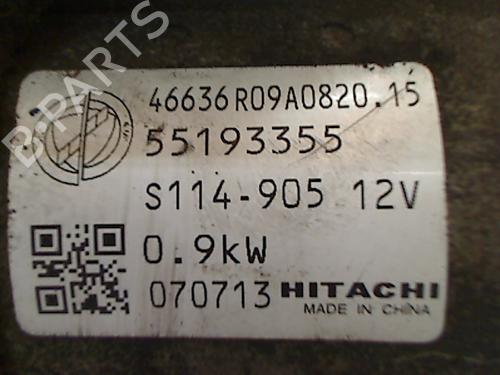 B-PARTS
46636R09A0820.15
55193355
S114-905 12V
0.9kW
070713 HITACHI
MADE IN CHINA